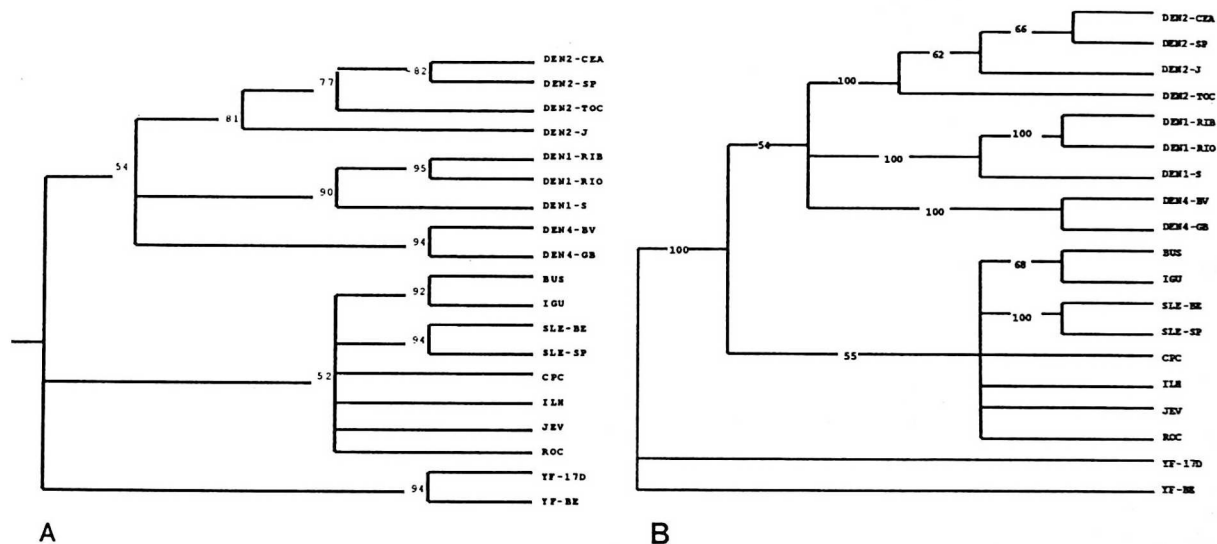 DEN2-CEA
82
DEN2-SP
77
DEN2-TOC
81
DEN2-J
54
DEN1-RIB
95
DEN1-RIO
90
DEN1-S
DEN4-BV
94
DEN4-GB
BUS
92
IGU
SLE-BE
94
SLE-SP
52
CPC
ILH
JEV
ROC
YF-17D
94
YF-BE
A
DEN2-CEA
66
DEN2-SP
62
DEN2-J
100
DEN2-TOC
DEN1-RIB
100
DEN1-RIO
54
100
DEN1-S
DEN4-BV
100
DEN4-GB
100
BUS
68
IGU
SLE-BE
100
SLE-SP
55
CPC
ILH
JEV
ROC
YF-17D
YF-BE
B